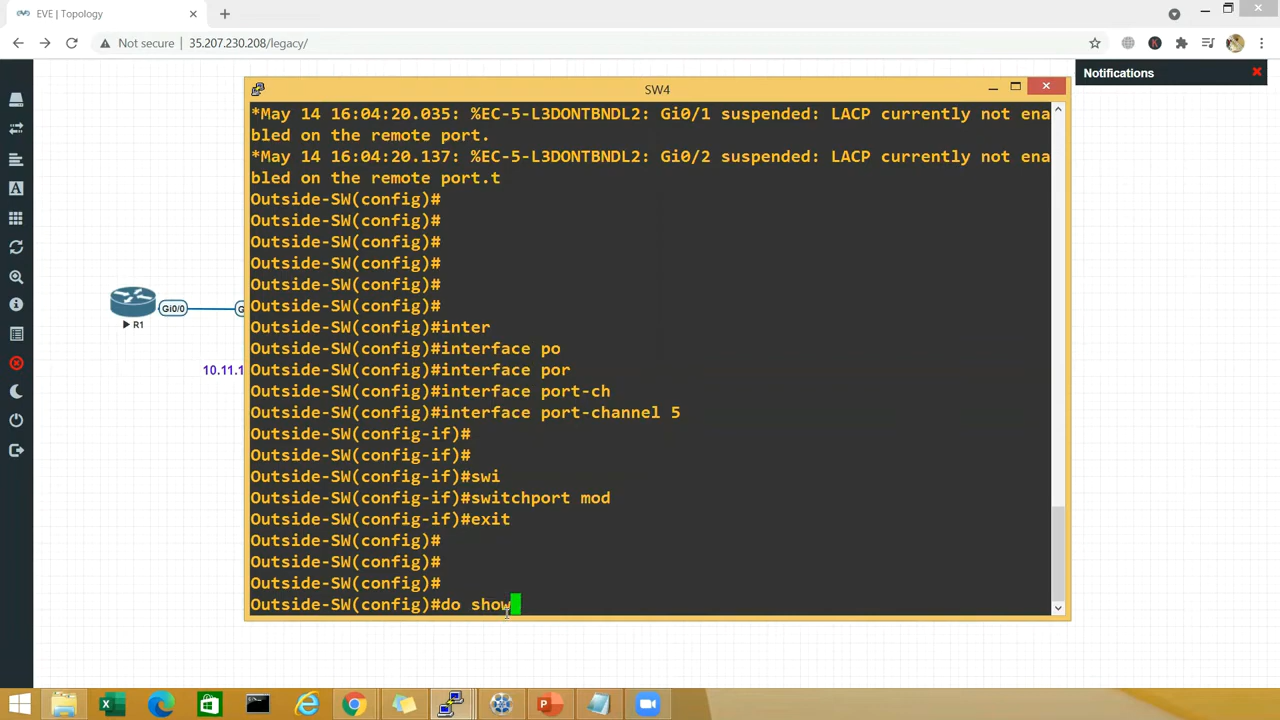 EVE | Topology
Not secure | 35.207.230.208/legacy/
Notifications
SW4
*May 14 16:04:20.035: %EC-5-L3DONTBNDL2: Gi0/1 suspended: LACP currently not ena
bled on the remote port.
*May 14 16:04:20.137: %EC-5-L3DONTBNDL2: Gi0/2 suspended: LACP currently not ena
bled on the remote port.t
Outside-SW(config)#
Outside-SW(config)#
Outside-SW(config)#
Outside-SW(config)#
Outside-SW(config)#
Outside-SW(config)#
Outside-SW(config)#inter
Outside-SW(config)#interface po
Outside-SW(config)#interface por
Outside-SW(config)#interface port-ch
Outside-SW(config)#interface port-channel 5
Outside-SW(config-if)#
Outside-SW(config-if)#
Outside-SW(config-if)#swi
Outside-SW(config-if)#switchport mod
Outside-SW(config-if)#exit
Outside-SW(config)#
Outside-SW(config)#
Outside-SW(config)#
Outside-SW(config)#do show
Gi0/0
G
R1
10.11.1